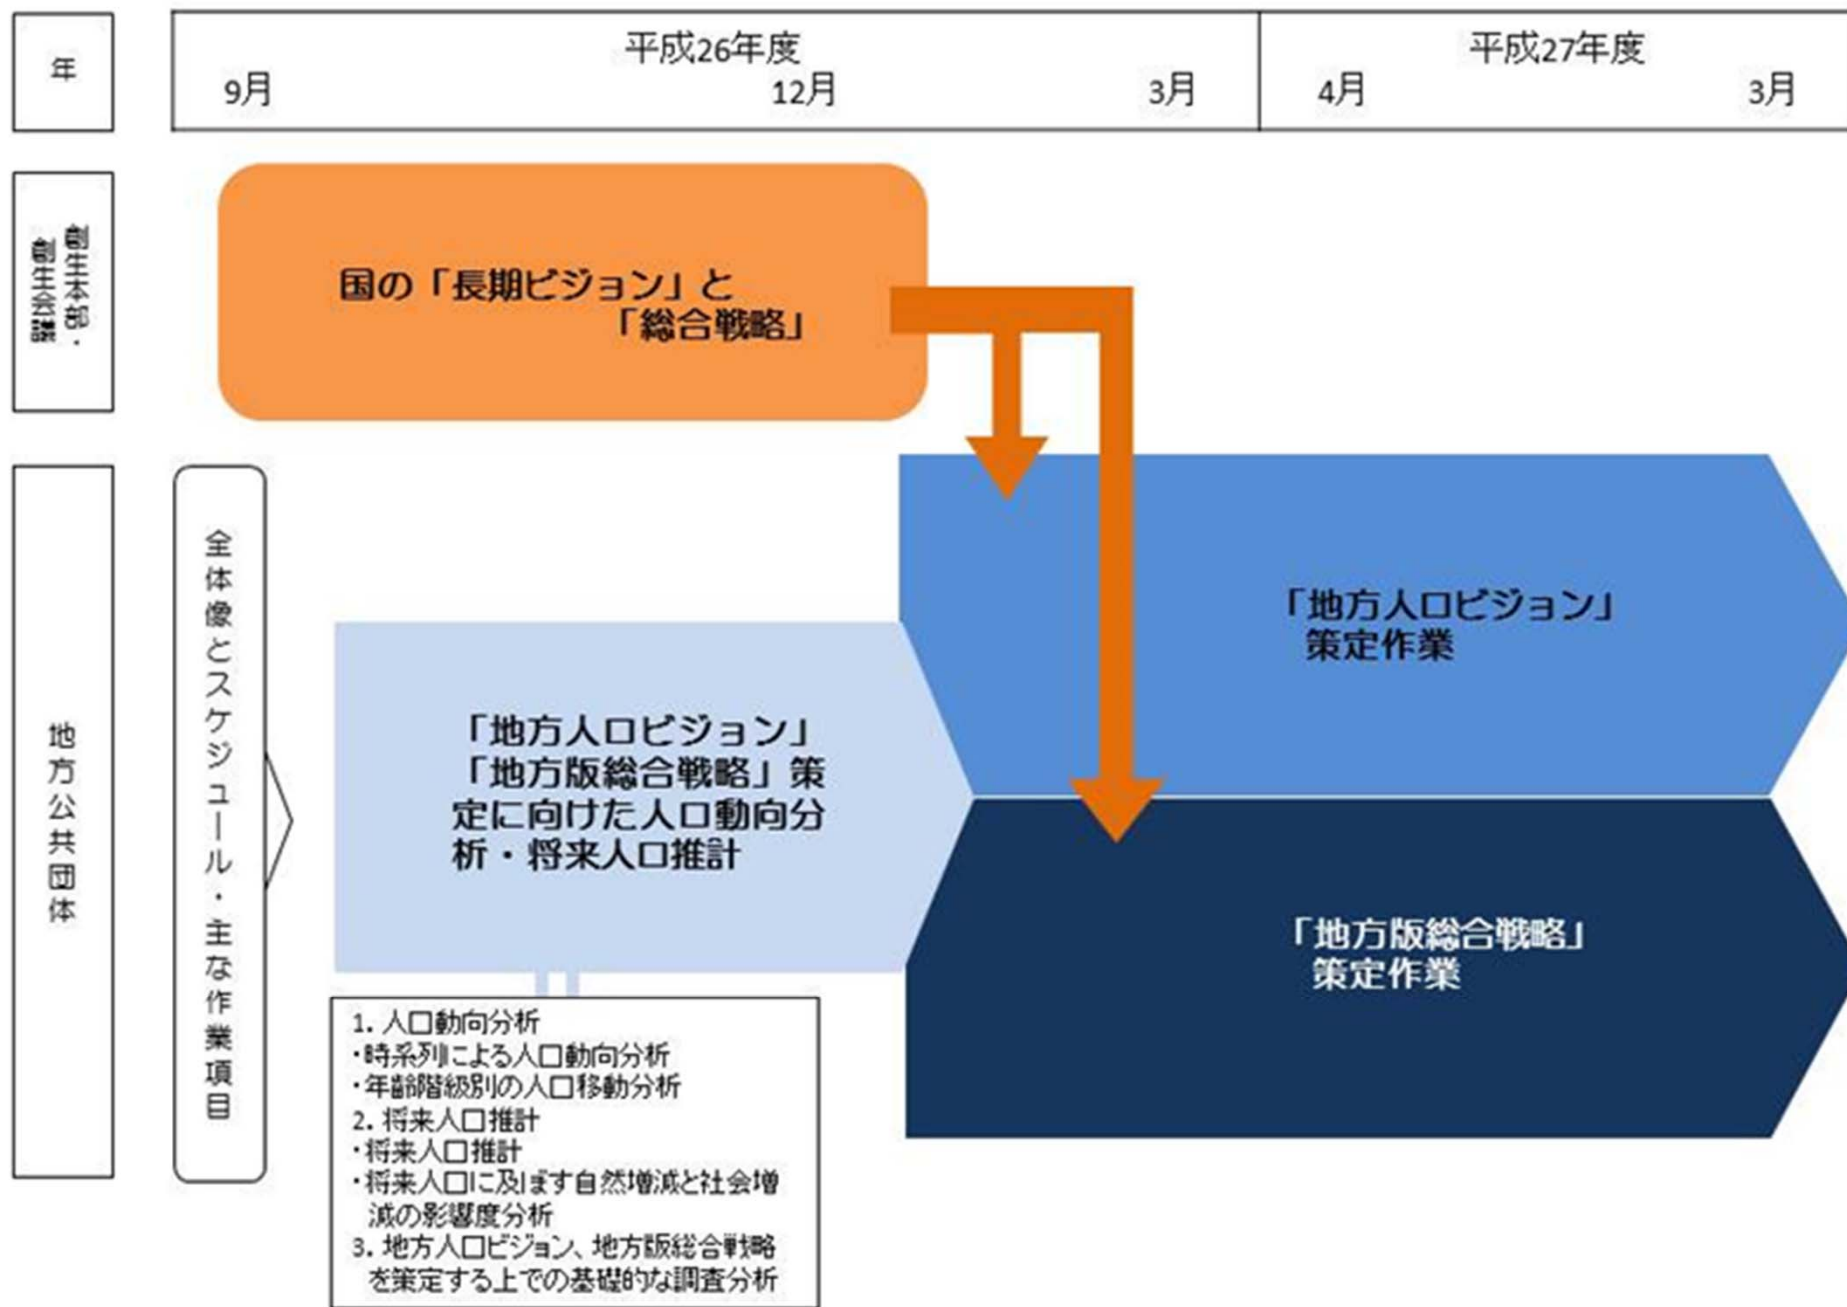 年
平成26年度
平成27年度
9月
12月
3月
4月
3月
創生本部・
創生会議
国の「長期ビジョン」と
「総合戦略」
地方公共団体
全体像とスケジュール・主な作業項目
「地方人口ビジョン」
策定作業
「地方人口ビジョン」
「地方版総合戦略」策
定に向けた人口動向分
析・将来人口推計
「地方版総合戦略」
策定作業
1. 人口動向分析
・時系列による人口動向分析
・年齢階級別の人口移動分析
2. 将来人口推計
・将来人口推計
・将来人口に及ぼす自然増減と社会増
減の影響度分析
3. 地方人口ビジョン、地方版総合戦略
を策定する上での基礎的な調査分析